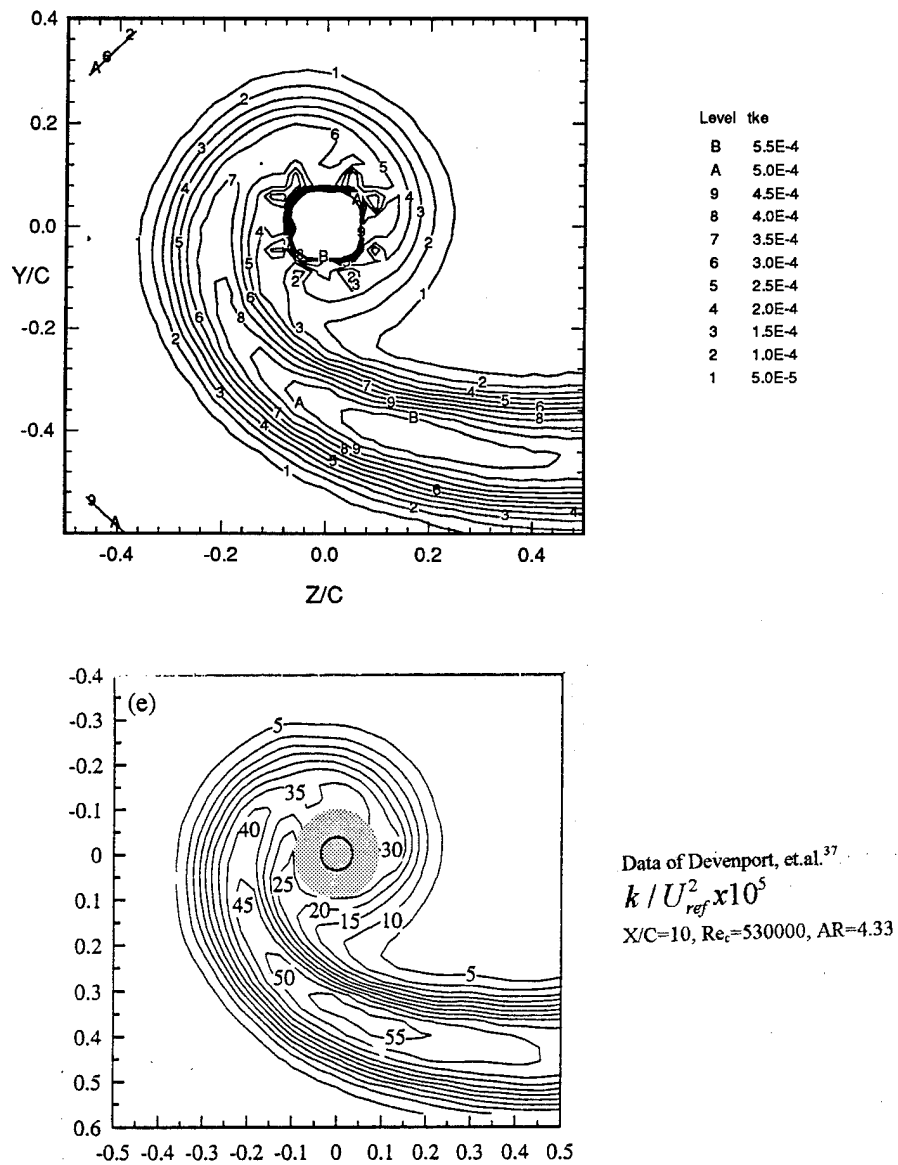 0.4
0.2
0.0
Y/C
-0.2
-0.4
-0.4 -0.2 0.0 0.2 0.4
Z/C
Level tke
B 5.5E-4
A 5.0E-4
9 4.5E-4
8 4.0E-4
7 3.5E-4
6 3.0E-4
5 2.5E-4
4 2.0E-4
3 1.5E-4
2 1.0E-4
1 5.0E-5
(e)
-0.4
-0.3
-0.2
-0.1
0
0.1
0.2
0.3
0.4
0.5
0.6
-0.5 -0.4 -0.3 -0.2 -0.1 0 0.1 0.2 0.3 0.4 0.5
5
35
40
30
25
45
20
15
10
50
5
55
Data of Devenport, et.al.³⁷
k / U²ref x10⁵
X/C=10, Rec=530000, AR=4.33